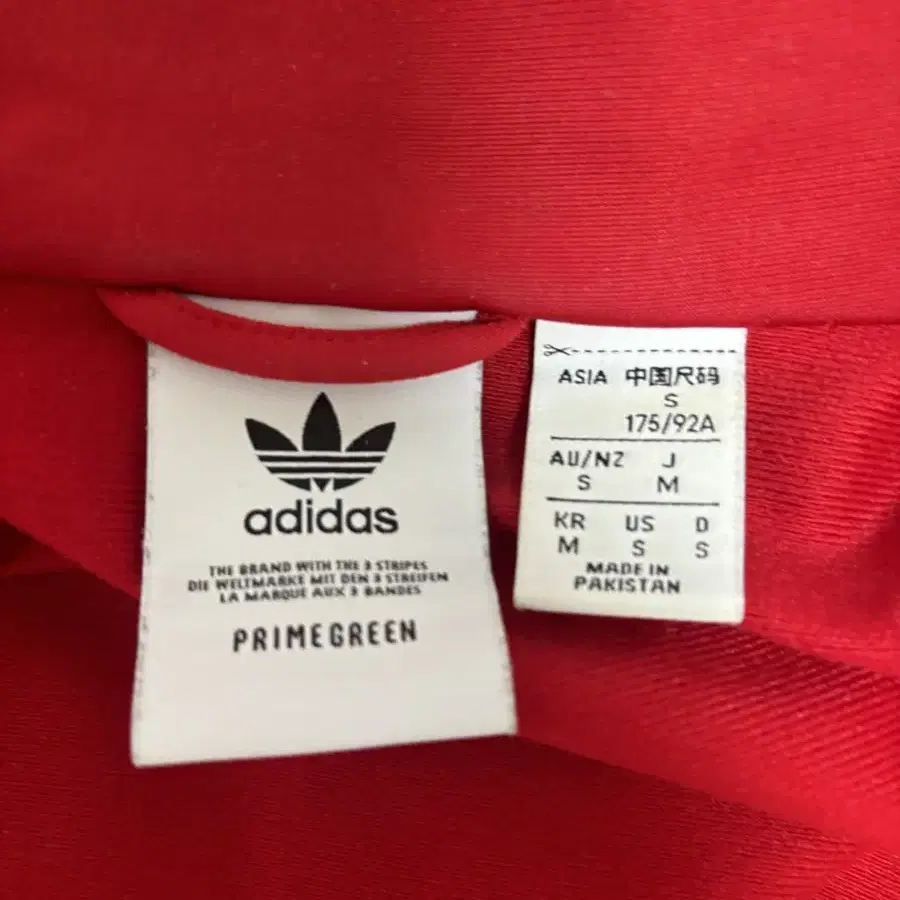 adidas
THE BRAND WITH THE 3 STRIPES
DIE WELTMARKE MIT DEN 3 STREIFEN
LA MARQUE AUX 3 BANDES
PRIMEGREEN
ASIA 中国尺码
S
175/92A
AU/NZ J
S M
KR US D
M S S
MADE IN
PAKISTAN